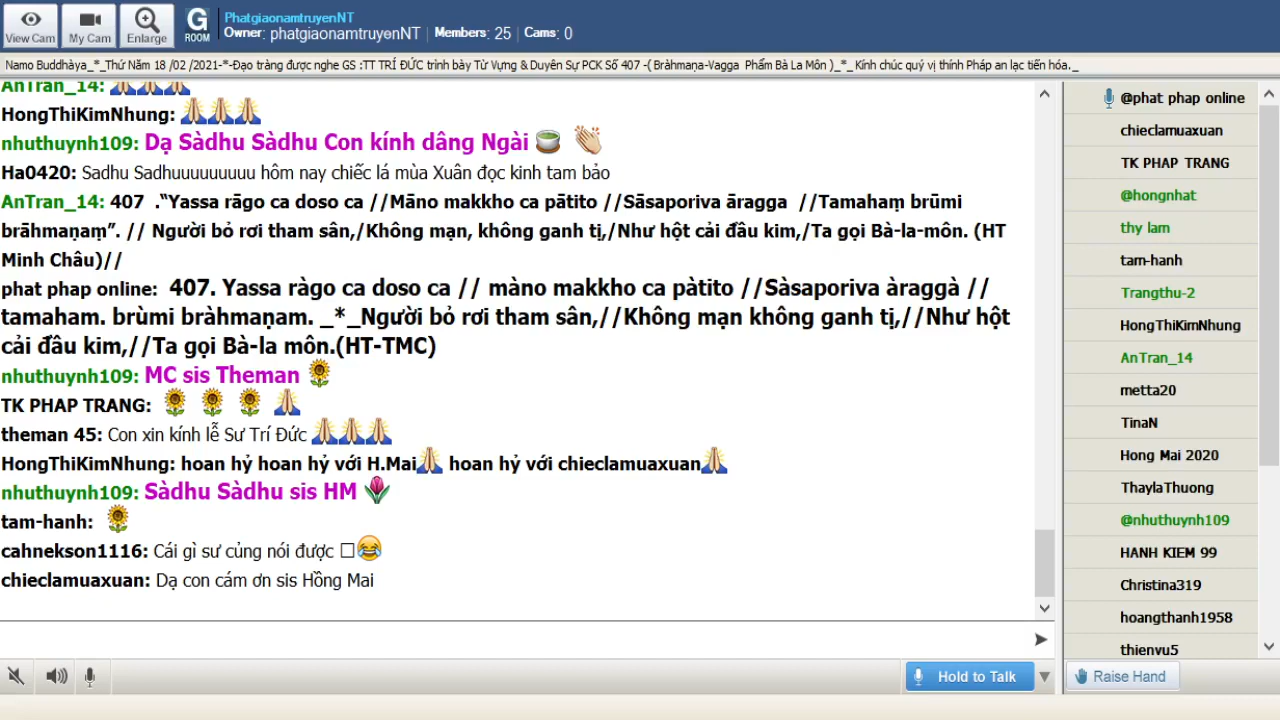 View Cam
My Cam
Enlarge
G
ROOM
PhatgiaonamtruyenNT
Owner: phatgiaonamtruyenNT | Members: 25 | Cams: 0
Namo Buddhàya_*_Thứ Năm 18 /02 /2021-*-Đạo tràng được nghe GS :TT TRÍ ĐỨC trình bày Từ Vựng & Duyên Sự PCK Số 407 -( Bràhmaṇa-Vagga Phẩm Bà La Môn )_*_ Kính chúc quý vị thính Pháp an lạc tiến hóa._
AnTran_14:
HongThiKimNhung:
nhuthuynh109: Dạ Sàdhu Sàdhu Con kính dâng Ngài
Ha0420: Sadhu Sadhuuuuuuuuu hôm nay chiếc lá mùa Xuân đọc kinh tam bảo
AnTran_14: 407 .“Yassa rāgo ca doso ca //Māno makkho ca pātito //Sāsaporiva āragga //Tamahaṃ brūmi
brāhmaṇaṃ”. // Người bỏ rơi tham sân,/Không mạn, không ganh tị,/Như hột cải đầu kim,/Ta gọi Bà-la-môn. (HT
Minh Châu)//
phat phap online: 407. Yassa ràgo ca doso ca // màno makkho ca pàtito //Sàsaporiva àraggà //
tamaham. brùmi bràhmaṇam. _*_Người bỏ rơi tham sân,//Không mạn không ganh tị,//Như hột
cải đầu kim,//Ta gọi Bà-la môn.(HT-TMC)
nhuthuynh109: MC sis Theman
TK PHAP TRANG:
theman 45: Con xin kính lễ Sư Trí Đức
HongThiKimNhung: hoan hỷ hoan hỷ với H.Mai hoan hỷ với chieclamuaxuan
nhuthuynh109: Sàdhu Sàdhu sis HM
tam-hanh:
cahnekson1116: Cái gì sư củng nói được
chieclamuaxuan: Dạ con cám ơn sis Hồng Mai
Hold to Talk
@phat phap online
chieclamuaxuan
TK PHAP TRANG
@hongnhat
thy lam
tam-hanh
Trangthu-2
HongThiKimNhung
AnTran_14
metta20
TinaN
Hong Mai 2020
ThaylaThuong
@nhuthuynh109
HANH KIEM 99
Christina319
hoangthanh1958
thienvu5
Raise Hand